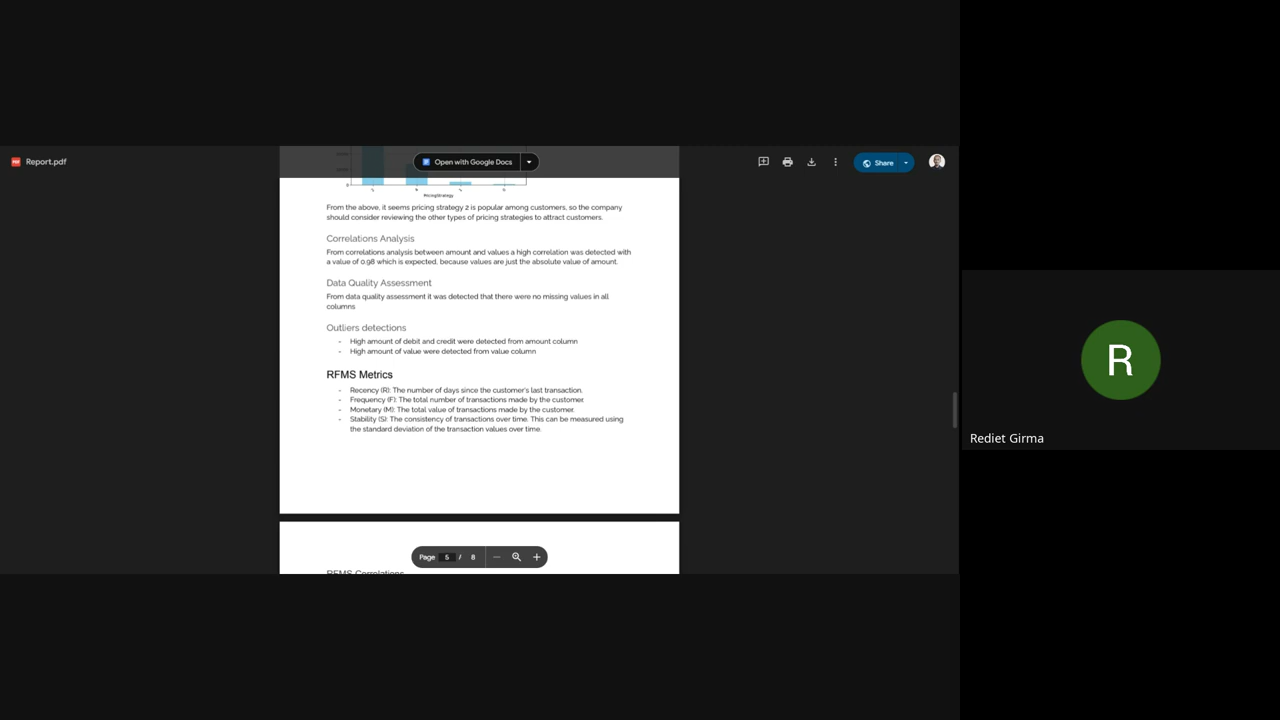 Report.pdf
Open with Google Docs
Share
PricingStrategy
From the above, it seems pricing strategy 2 is popular among customers, so the company
should consider reviewing the other types of pricing strategies to attract customers.
Correlations Analysis
From correlations analysis between amount and values a high correlation was detected with
a value of 0.98 which is expected, because values are just the absolute value of amount.
Data Quality Assessment
From data quality assessment it was detected that there were no missing values in all
columns
Outliers detections
- High amount of debit and credit were detected from amount column
- High amount of value were detected from value column
RFMS Metrics
- Recency (R): The number of days since the customer's last transaction.
- Frequency (F): The total number of transactions made by the customer.
- Monetary (M): The total value of transactions made by the customer.
- Stability (S): The consistency of transactions over time. This can be measured using
the standard deviation of the transaction values over time.
Page 5 / 8
RFMS Correlations
R
Rediet Girma